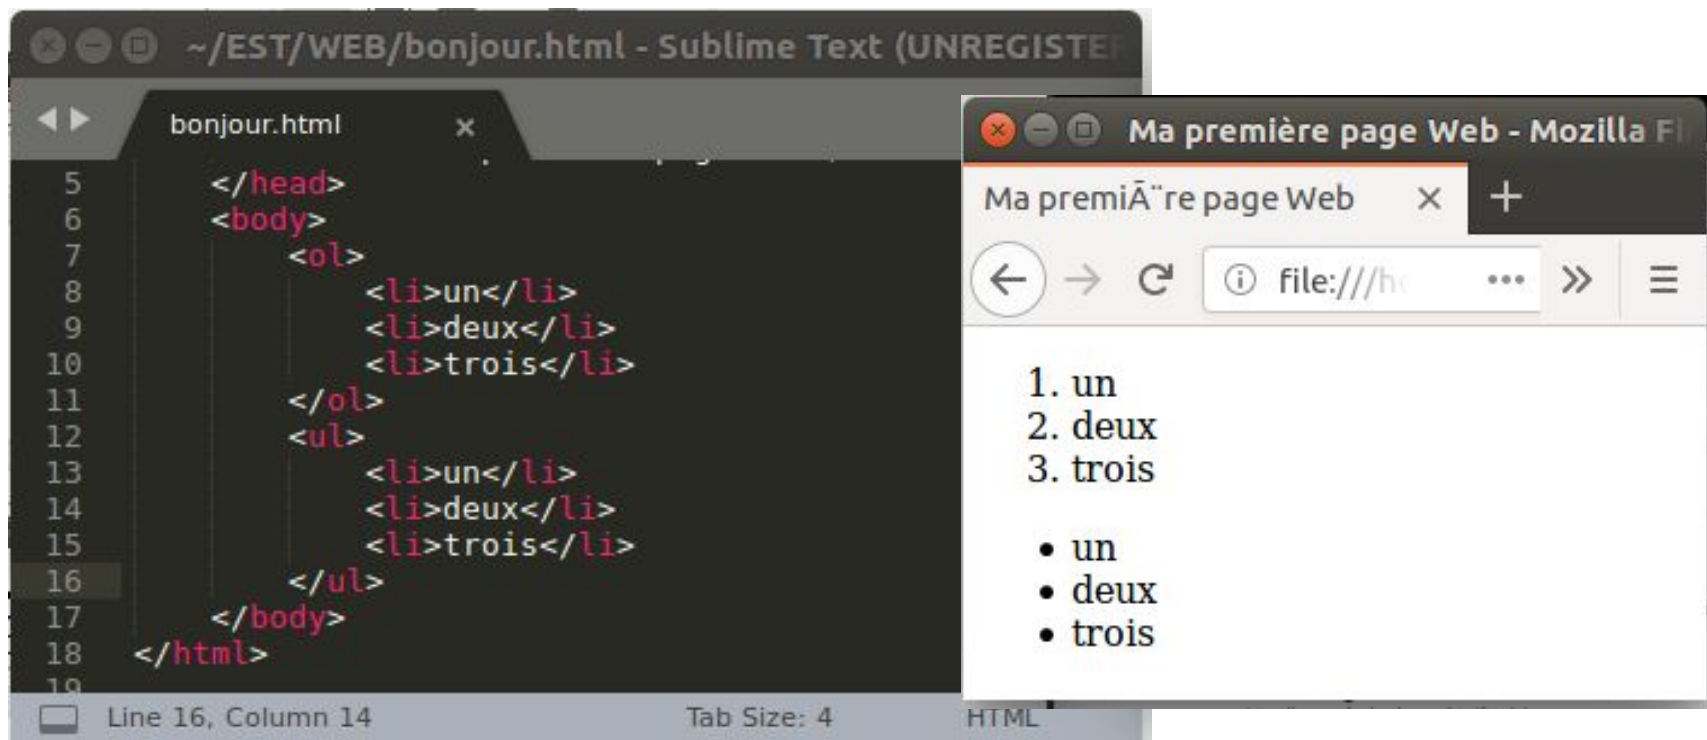 ~/EST/WEB/bonjour.html - Sublime Text (UNREGISTER
bonjour.html
5 </head>
6 <body>
7 <ol>
8 <li>un</li>
9 <li>deux</li>
10 <li>trois</li>
11 </ol>
12 <ul>
13 <li>un</li>
14 <li>deux</li>
15 <li>trois</li>
16 </ul>
17 </body>
18 </html>
19
Line 16, Column 14 Tab Size: 4 HTML
Ma première page Web - Mozilla Fi
Ma premiÃ¨re page Web
file:///h
1. un
2. deux
3. trois
• un
• deux
• trois